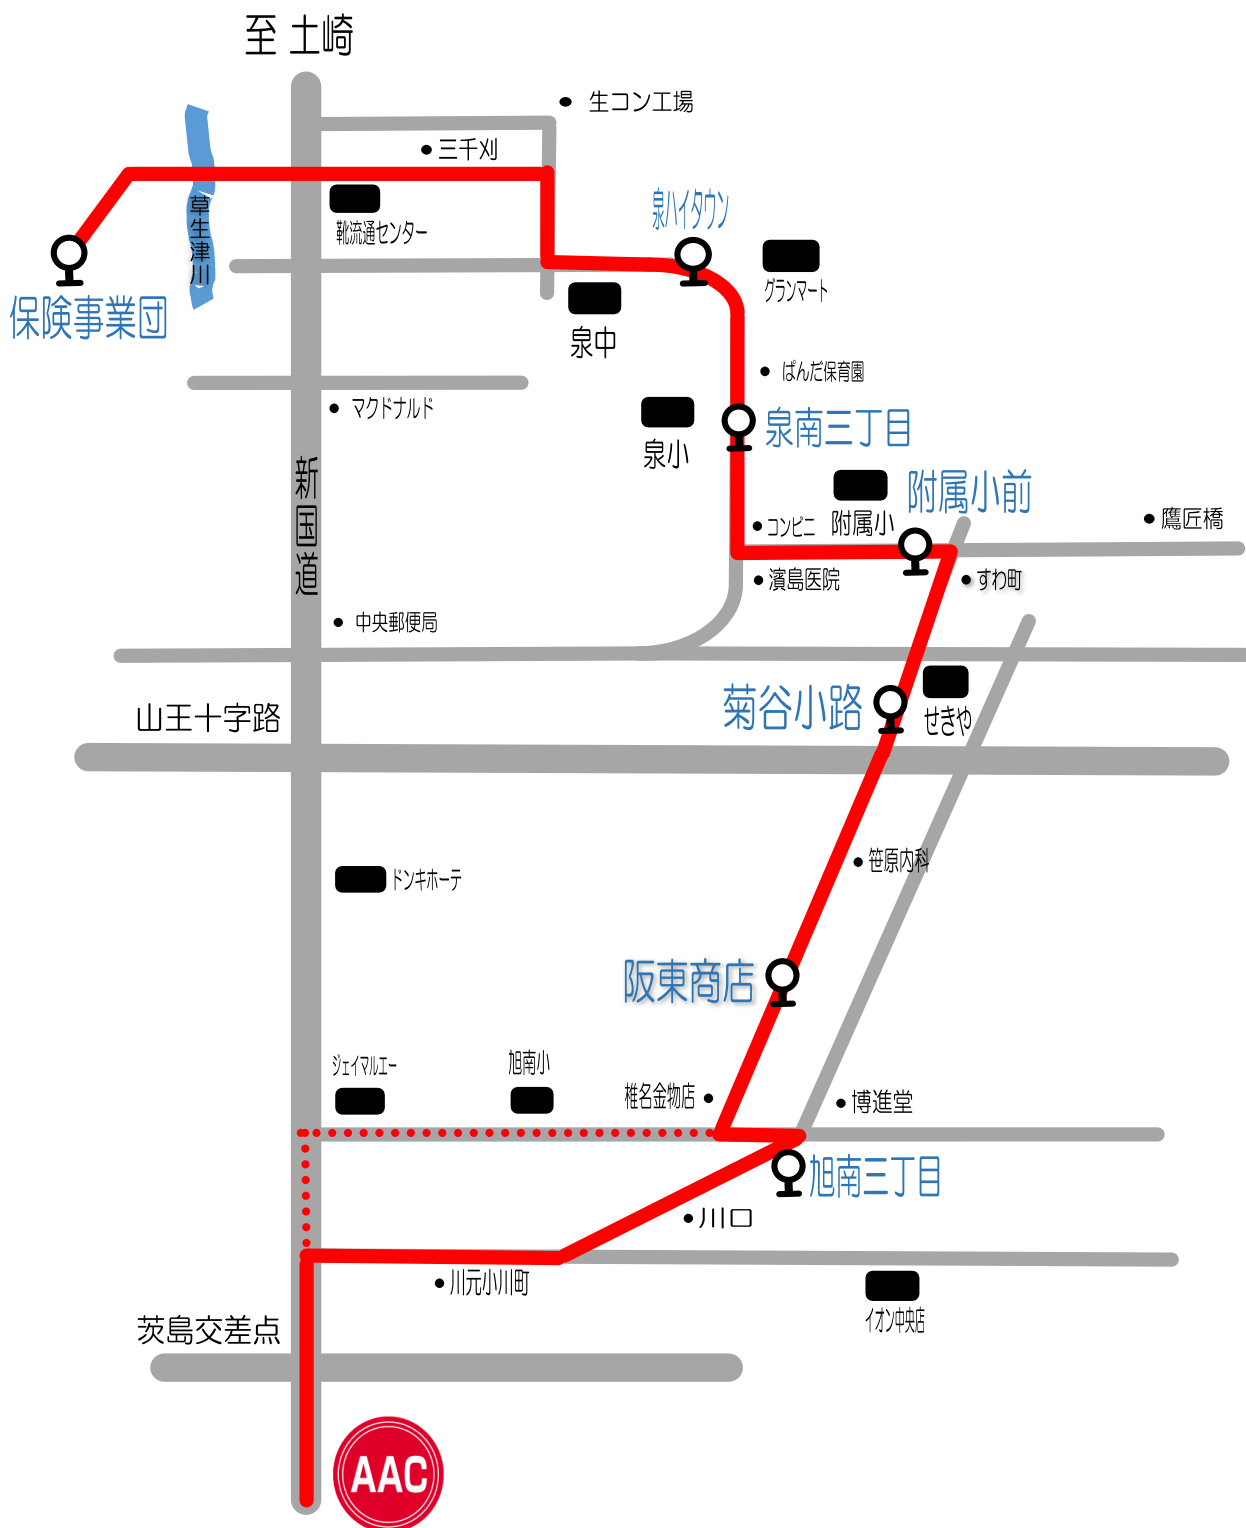 至 土崎
生コン工場
三千刈
草生津川
靴流通センター
泉ハイタウン
グランマート
保険事業団
泉中
ぱんだ保育園
マクドナルド
泉南三丁目
泉小
新国道
附属小前
附属小
コンビニ
鷹匠橋
濱島医院
すわ町
中央郵便局
菊谷小路
せきや
山王十字路
笹原内科
ドンキホーテ
阪東商店
ジェイマルエー
旭南小
椎名金物店
博進堂
旭南三丁目
川口
川元小川町
イオン中央店
茨島交差点
AAC